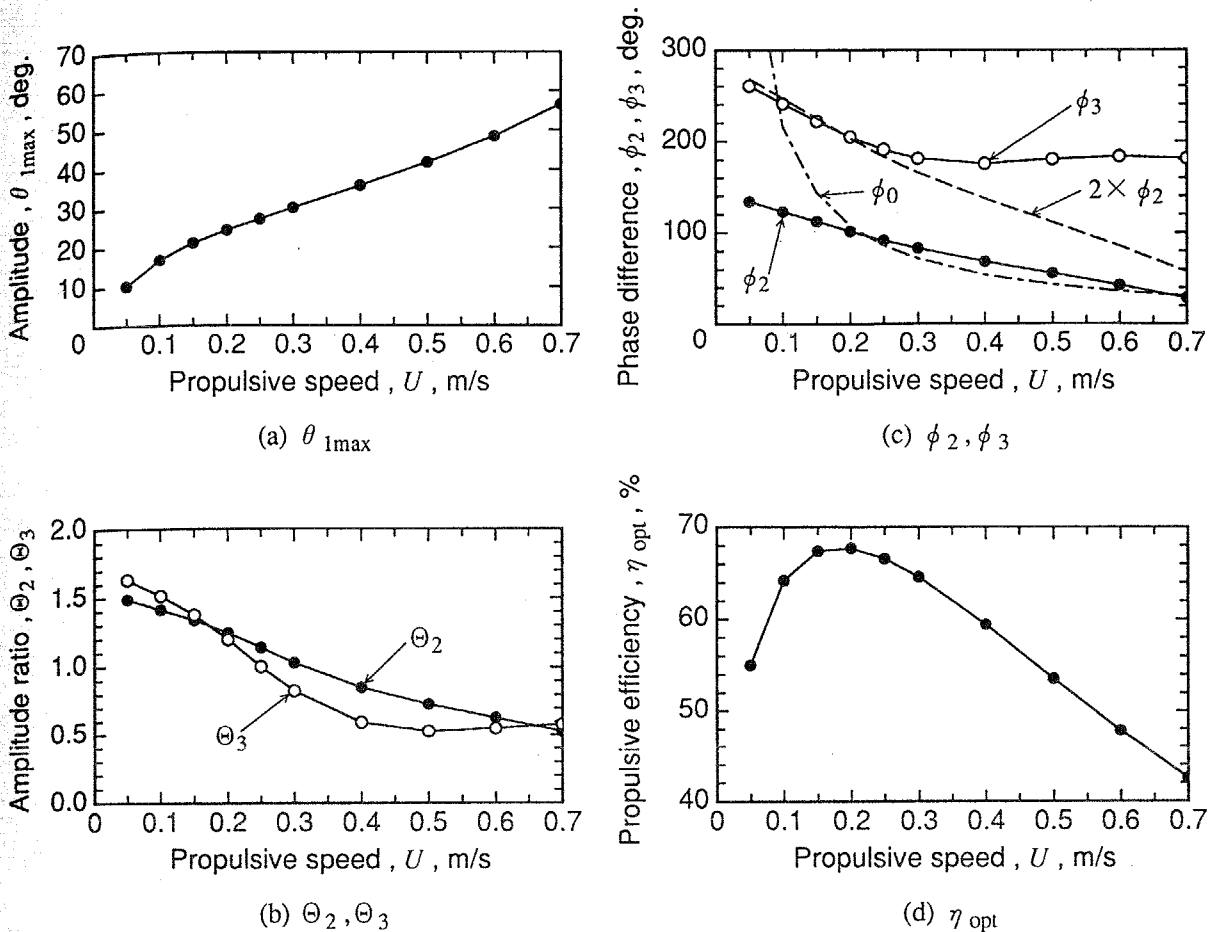 Amplitude , θ 1max , deg.
70
60
50
40
30
20
10
0
0.1 0.2 0.3 0.4 0.5 0.6 0.7
Propulsive speed , U , m/s
(a) θ 1max
Phase difference , ϕ2 , ϕ3 , deg.
300
200
100
0
ϕ3
ϕ0
2× ϕ2
ϕ2
0.1 0.2 0.3 0.4 0.5 0.6 0.7
Propulsive speed , U , m/s
(c) ϕ 2 , ϕ 3
Amplitude ratio , Θ2 , Θ3
2.0
1.5
1.0
0.5
0.0
Θ2
Θ3
0 0.1 0.2 0.3 0.4 0.5 0.6 0.7
Propulsive speed , U , m/s
(b) Θ 2 , Θ 3
Propulsive efficiency , η opt , %
70
60
50
40
0 0.1 0.2 0.3 0.4 0.5 0.6 0.7
Propulsive speed , U , m/s
(d) η opt